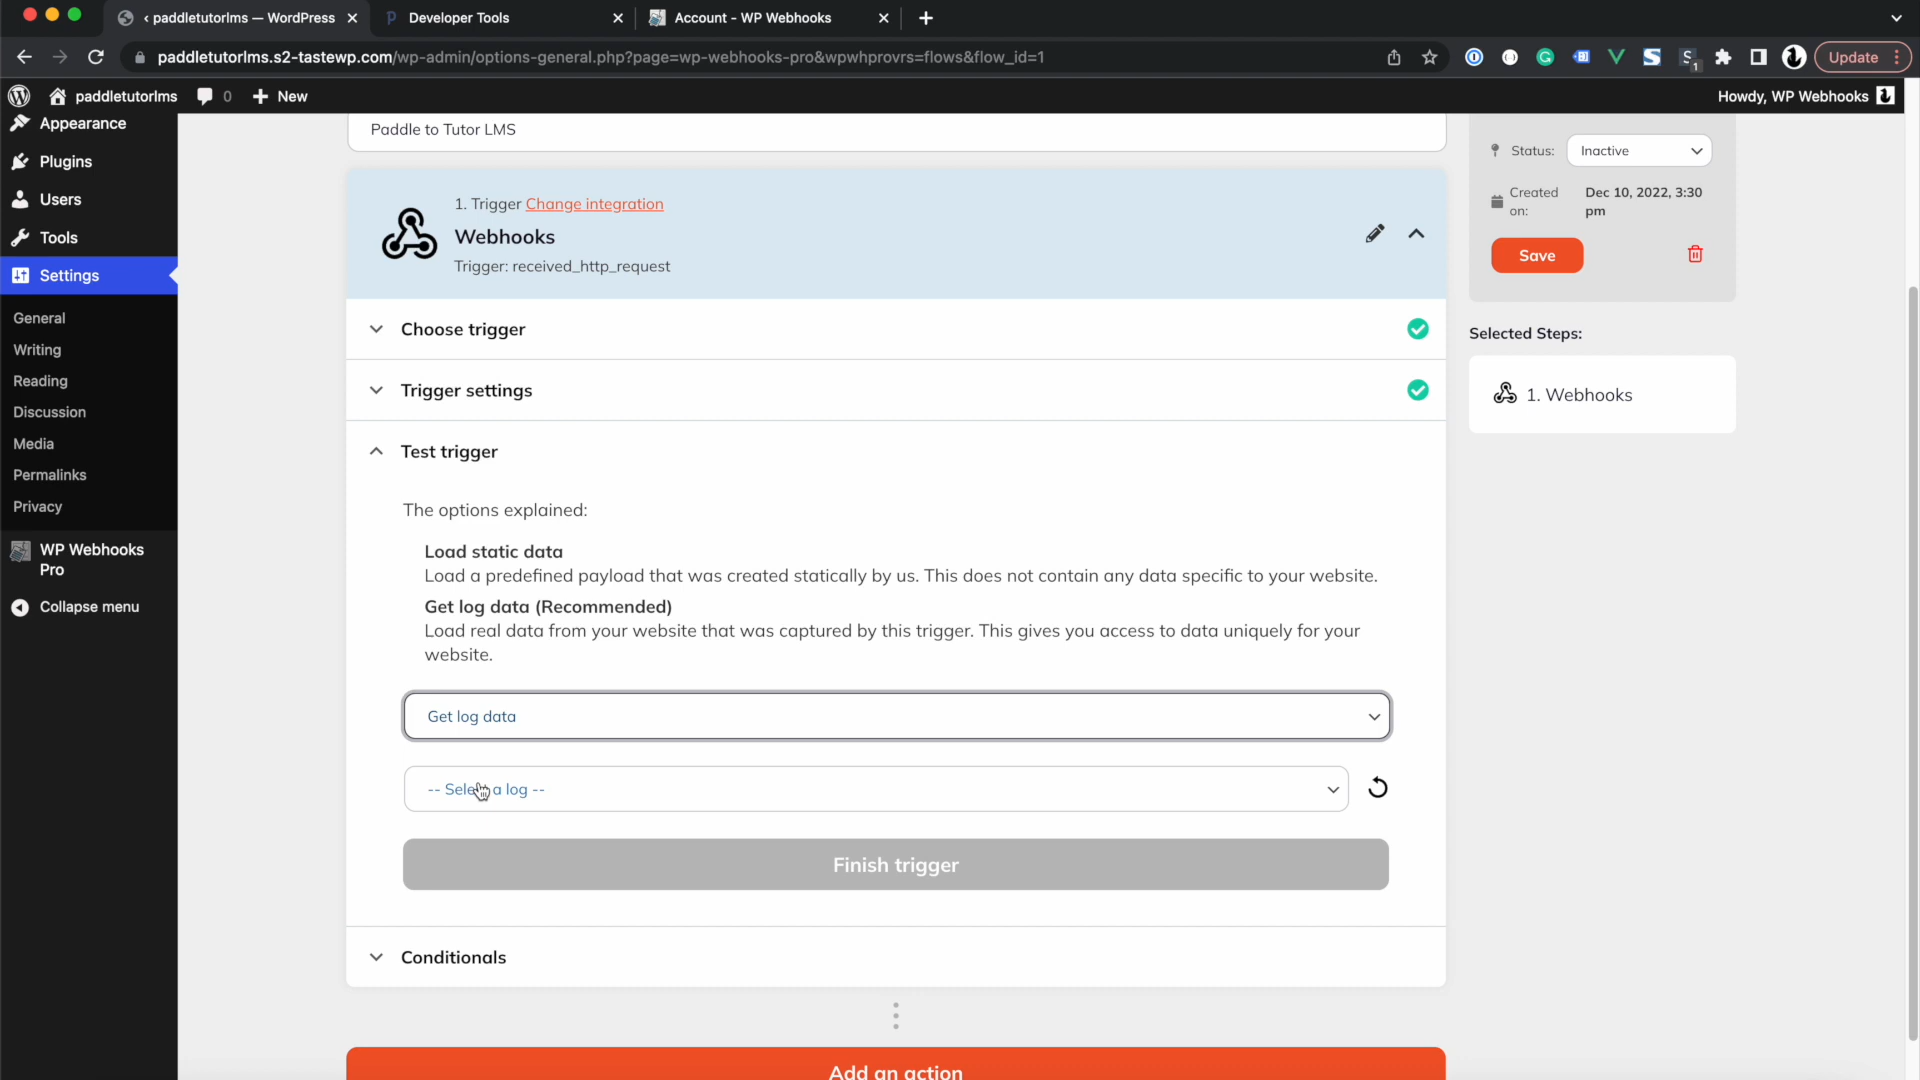 ‹ paddletutorlms — WordPress
Developer Tools
Account - WP Webhooks
paddletutorlms.s2-tastewp.com/wp-admin/options-general.php?page=wp-webhooks-pro&wpwhprovrs=flows&flow_id=1
Update
paddletutorlms
0
New
Howdy, WP Webhooks
Appearance
Plugins
Users
Tools
Settings
General
Writing
Reading
Discussion
Media
Permalinks
Privacy
WP Webhooks
Pro
Collapse menu
Paddle to Tutor LMS
1. Trigger Change integration
Webhooks
Trigger: received_http_request
Choose trigger
Trigger settings
Test trigger
The options explained:
Load static data
Load a predefined payload that was created statically by us. This does not contain any data specific to your website.
Get log data (Recommended)
Load real data from your website that was captured by this trigger. This gives you access to data uniquely for your
website.
Get log data
-- Select a log --
Finish trigger
Conditionals
Add an action
Status: Inactive
Created
on:
Dec 10, 2022, 3:30
pm
Save
Selected Steps:
1. Webhooks